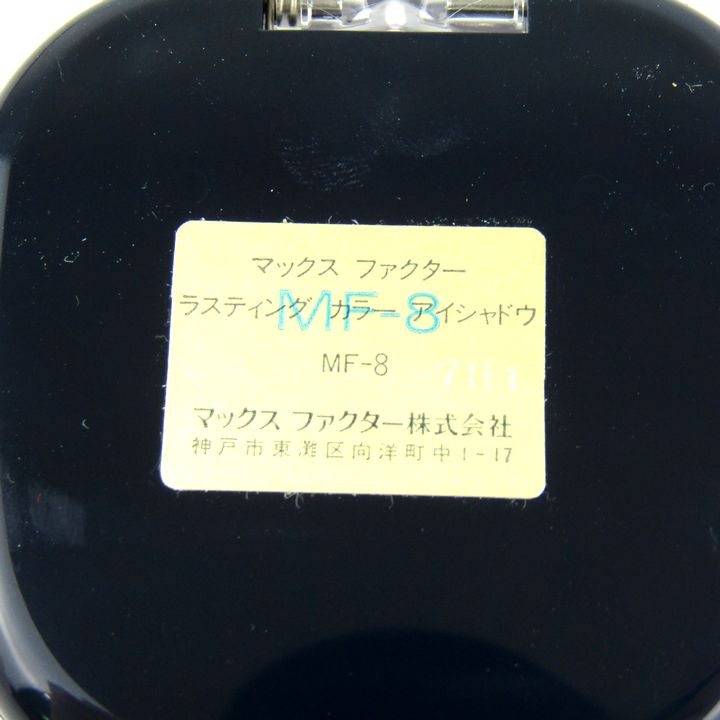 マックス ファクター
ラスティング カラー アイシャドウ
MF-8
MF-8
マックス ファクター株式会社
神戸市東灘区向洋町中1-17